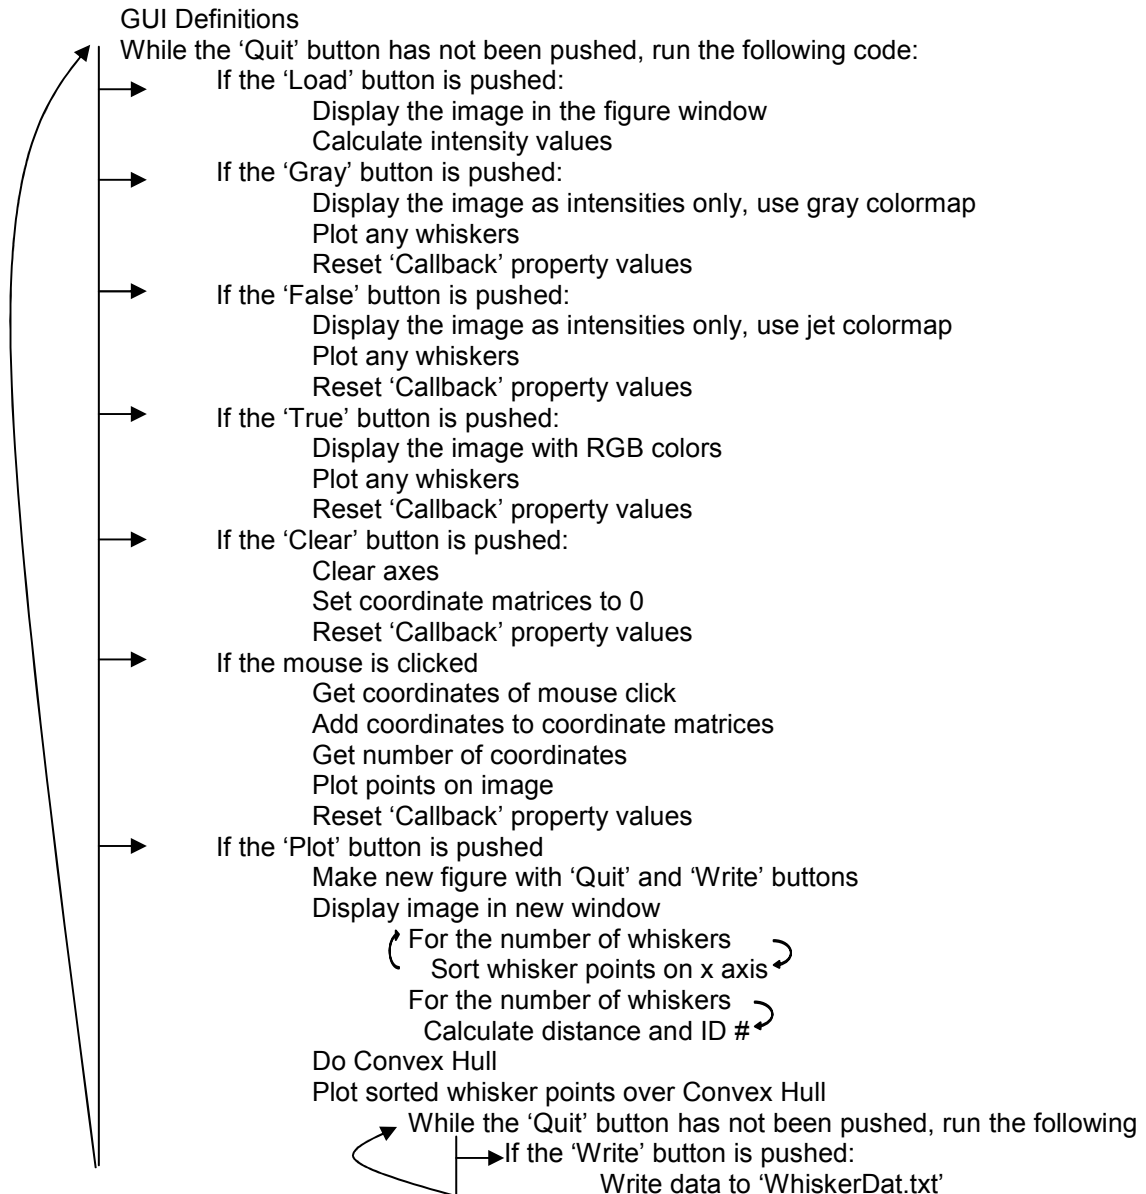 GUI Definitions
While the ‘Quit’ button has not been pushed, run the following code:
If the ‘Load’ button is pushed:
Display the image in the figure window
Calculate intensity values
If the ‘Gray’ button is pushed:
Display the image as intensities only, use gray colormap
Plot any whiskers
Reset ‘Callback’ property values
If the ‘False’ button is pushed:
Display the image as intensities only, use jet colormap
Plot any whiskers
Reset ‘Callback’ property values
If the ‘True’ button is pushed:
Display the image with RGB colors
Plot any whiskers
Reset ‘Callback’ property values
If the ‘Clear’ button is pushed:
Clear axes
Set coordinate matrices to 0
Reset ‘Callback’ property values
If the mouse is clicked
Get coordinates of mouse click
Add coordinates to coordinate matrices
Get number of coordinates
Plot points on image
Reset ‘Callback’ property values
If the ‘Plot’ button is pushed
Make new figure with ‘Quit’ and ‘Write’ buttons
Display image in new window
For the number of whiskers
Sort whisker points on x axis
For the number of whiskers
Calculate distance and ID #
Do Convex Hull
Plot sorted whisker points over Convex Hull
While the ‘Quit’ button has not been pushed, run the following
If the ‘Write’ button is pushed:
Write data to ‘WhiskerDat.txt’